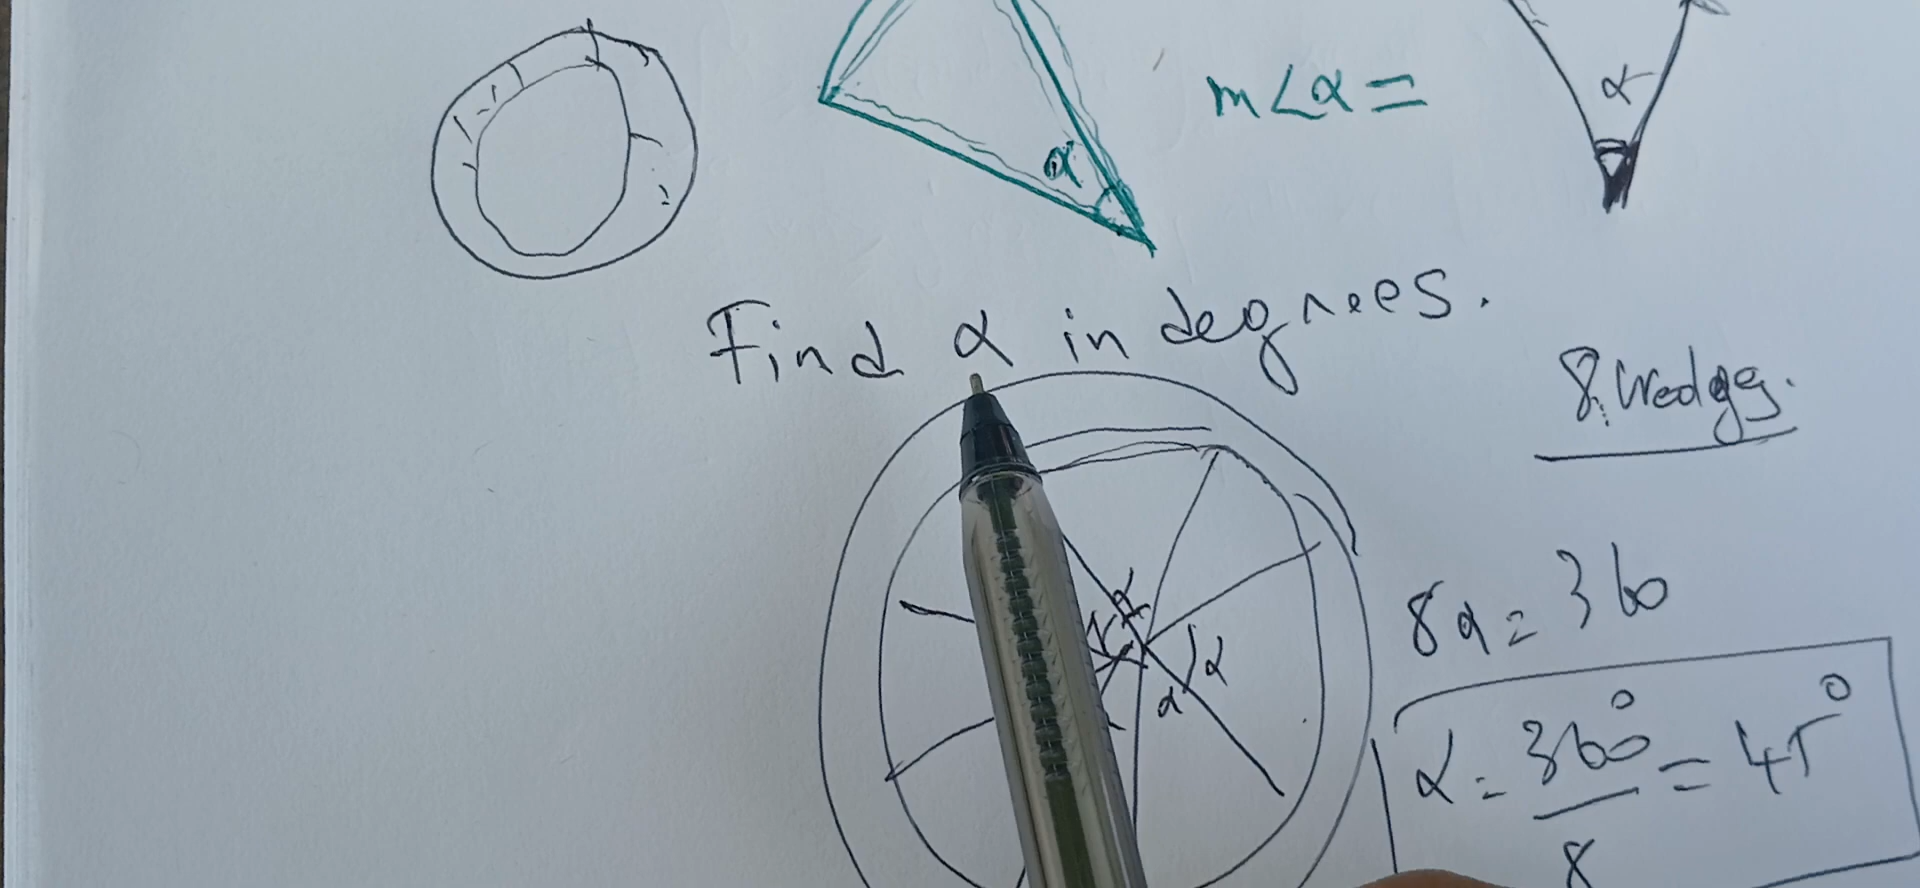 α
m∠α=
α
Find α in degrees.
8 wedges.
α
α
α
8α = 360
α = 360° / 8 = 45°